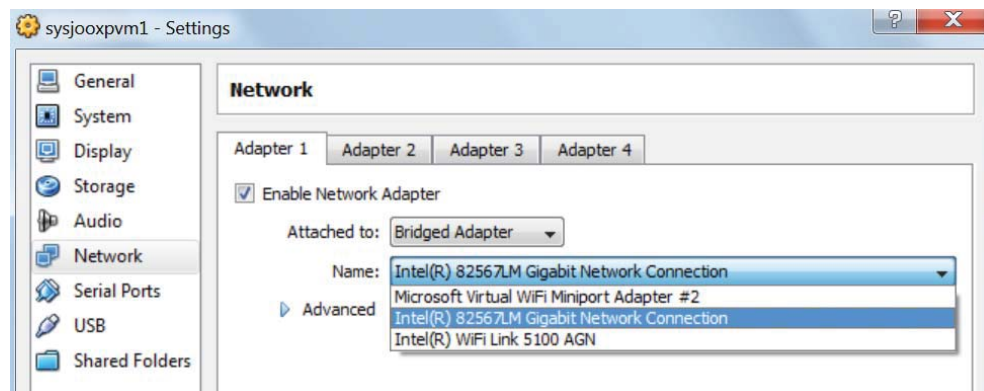 sysjooxpvm1 - Settings
General
System
Display
Storage
Audio
Network
Serial Ports
USB
Shared Folders
Network
Adapter 1 Adapter 2 Adapter 3 Adapter 4
Enable Network Adapter
Attached to: Bridged Adapter
Name: Intel(R) 82567LM Gigabit Network Connection
Microsoft Virtual WiFi Miniport Adapter #2
Intel(R) 82567LM Gigabit Network Connection
Intel(R) WiFi Link 5100 AGN
Advanced